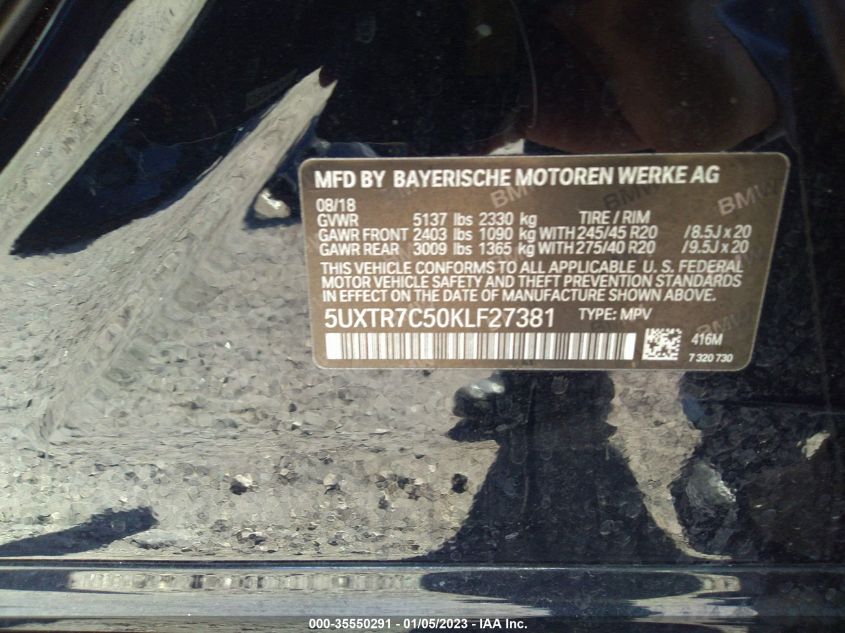 MFD BY BAYERISCHE MOTOREN WERKE AG
08/18
GVWR 5137 lbs 2330 kg TIRE / RIM
GAWR FRONT 2403 lbs 1090 kg WITH 245/45 R20 /8.5J x 20
GAWR REAR 3009 lbs 1365 kg WITH 275/40 R20 /9.5J x 20
THIS VEHICLE CONFORMS TO ALL APPLICABLE U. S. FEDERAL
MOTOR VEHICLE SAFETY AND THEFT PREVENTION STANDARDS
IN EFFECT ON THE DATE OF MANUFACTURE SHOWN ABOVE.
5UXTR7C50KLF27381 TYPE: MPV
416M
7 320 730
BMW
BMW
000-35550291 - 01/05/2023 - IAA Inc.